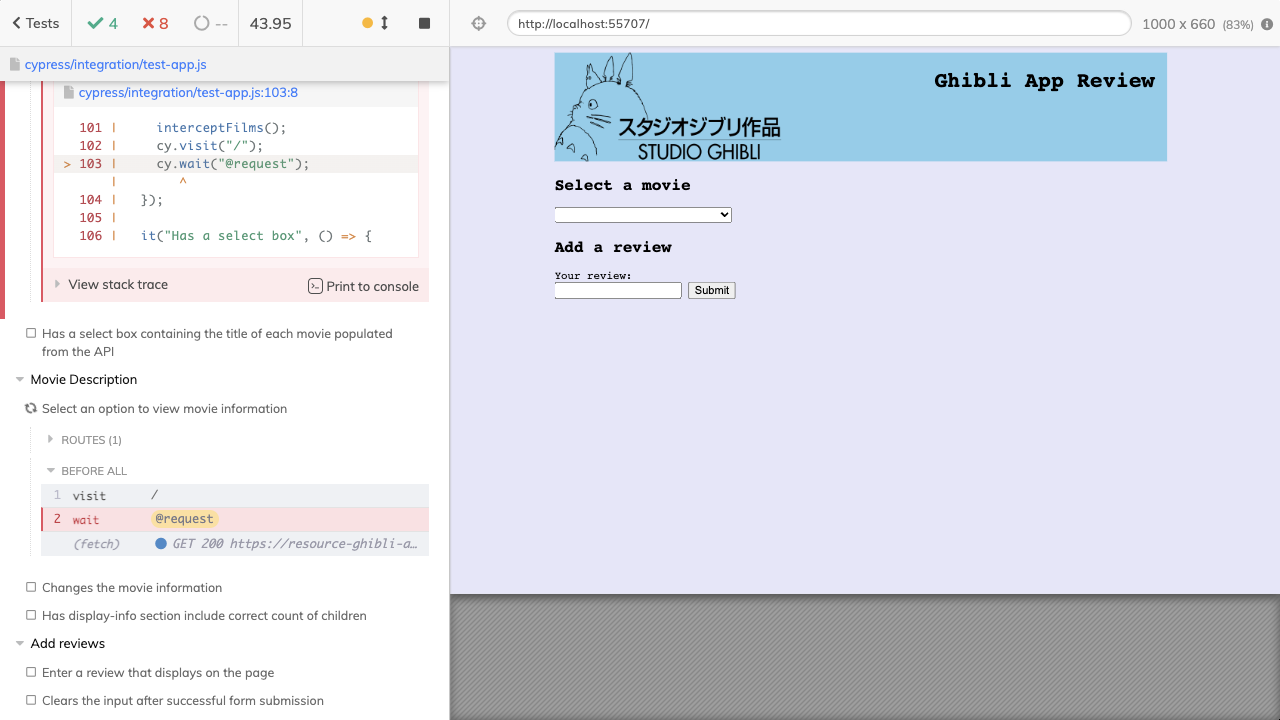 Tests
4
8
--
43.95
http://localhost:55707/
1000 x 660 (83%)
cypress/integration/test-app.js
cypress/integration/test-app.js:103:8
101 | interceptFilms();
102 | cy.visit("/");
> 103 | cy.wait("@request");
| ^
104 | });
105 |
106 | it("Has a select box", () => {
View stack trace
Print to console
Has a select box containing the title of each movie populated
from the API
Movie Description
Select an option to view movie information
ROUTES (1)
BEFORE ALL
1 visit /
2 wait @request
(fetch) GET 200 https://resource-ghibli-a…
Changes the movie information
Has display-info section include correct count of children
Add reviews
Enter a review that displays on the page
Clears the input after successful form submission
Ghibli App Review
スタジオジブリ作品
STUDIO GHIBLI
Select a movie
Add a review
Your review:
Submit